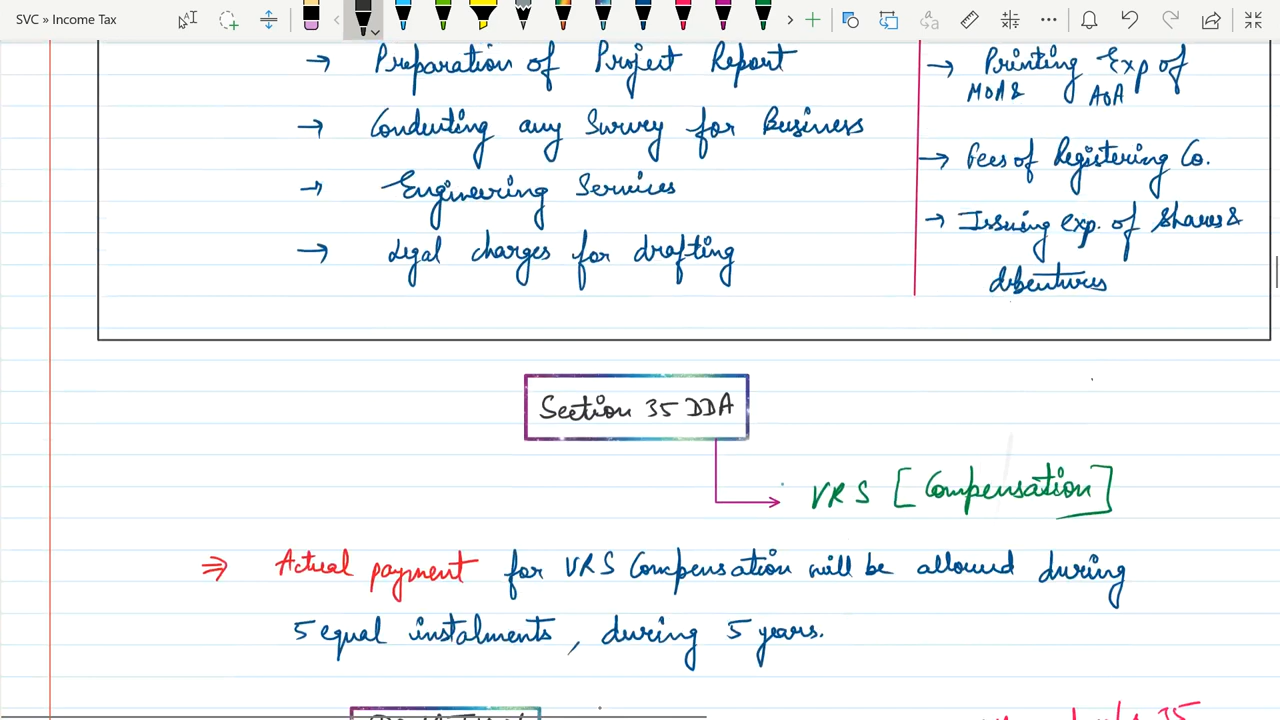 SVC » Income Tax
→ Preparation of Project Report
→ Conducting any Survey for Business
→ Engineering Services
→ Legal charges for drafting
→ Printing Exp of
MOA & AOA
→ Fees of Registering Co.
→ Issuing exp. of shares &
debentures
Section 35 DDA
VRS [Compensation]
⇒ Actual payment for VRS Compensation will be allowed during
5 equal instalments, during 5 years.
35